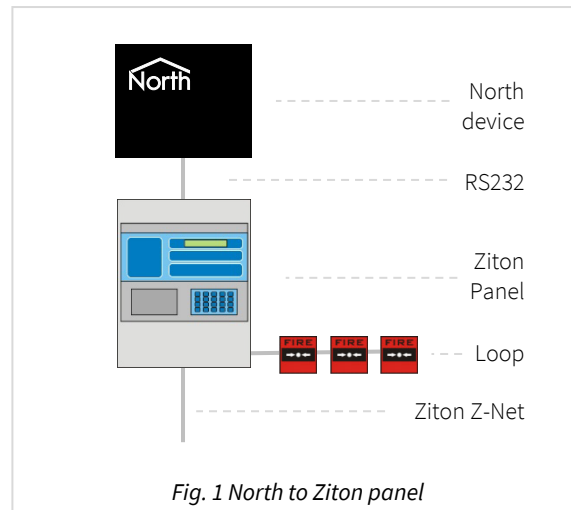 North
North
device
RS232
Ziton
Panel
FIRE FIRE FIRE
Loop
Ziton Z-Net
Fig. 1 North to Ziton panel